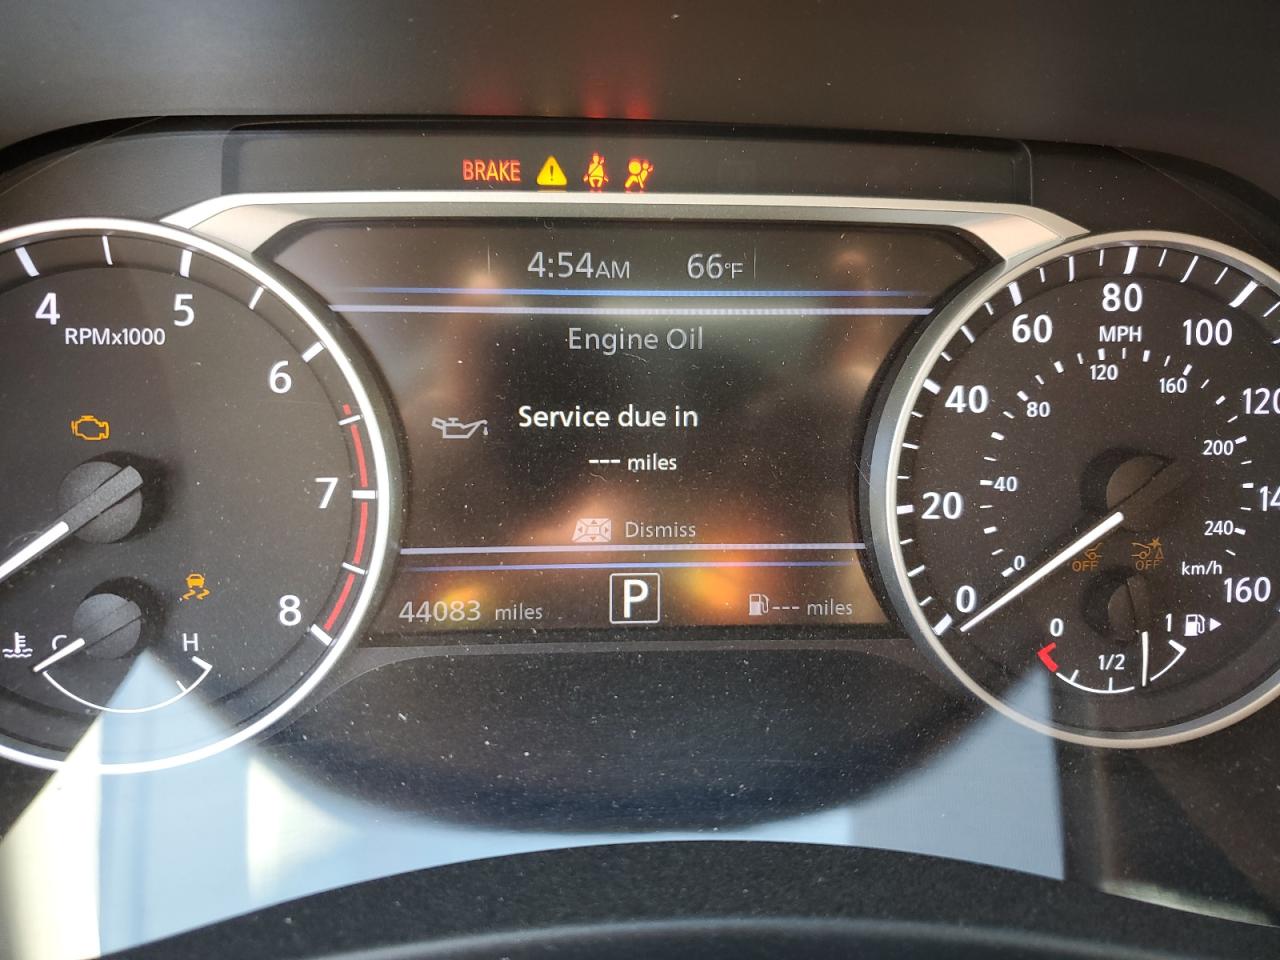 BRAKE
4:54AM 66°F
Engine Oil
Service due in
--- miles
Dismiss
44083 miles P --- miles
4 5 6 7 8
RPMx1000
C H
0 20 40 60 80 100 120 14 160
MPH
0 40 80 120 160 200 240
km/h
OFF OFF
0 1/2 1